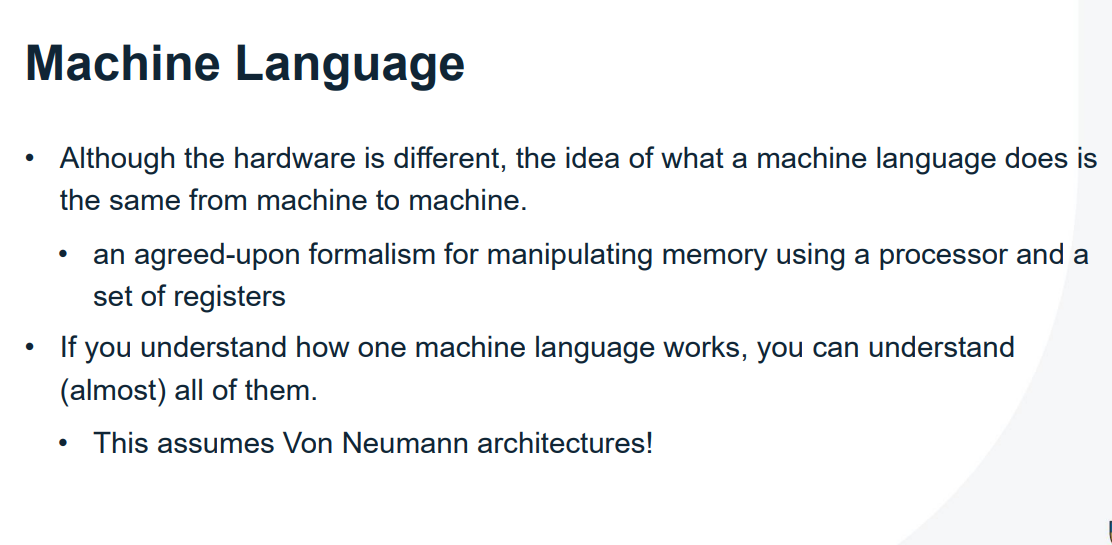 Machine Language
• Although the hardware is different, the idea of what a machine language does is
the same from machine to machine.
• an agreed-upon formalism for manipulating memory using a processor and a
set of registers
• If you understand how one machine language works, you can understand
(almost) all of them.
• This assumes Von Neumann architectures!